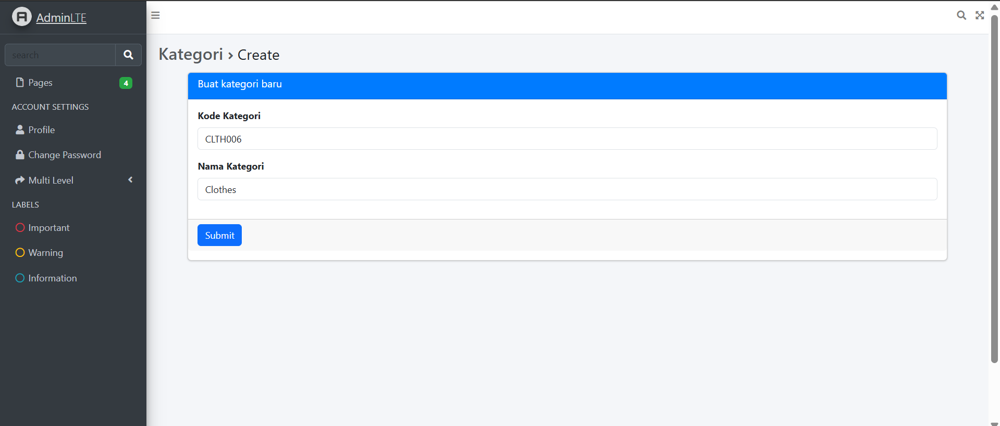 AdminLTE
search
Pages 4
ACCOUNT SETTINGS
Profile
Change Password
Multi Level
LABELS
Important
Warning
Information
Kategori › Create
Buat kategori baru
Kode Kategori
CLTH006
Nama Kategori
Clothes
Submit